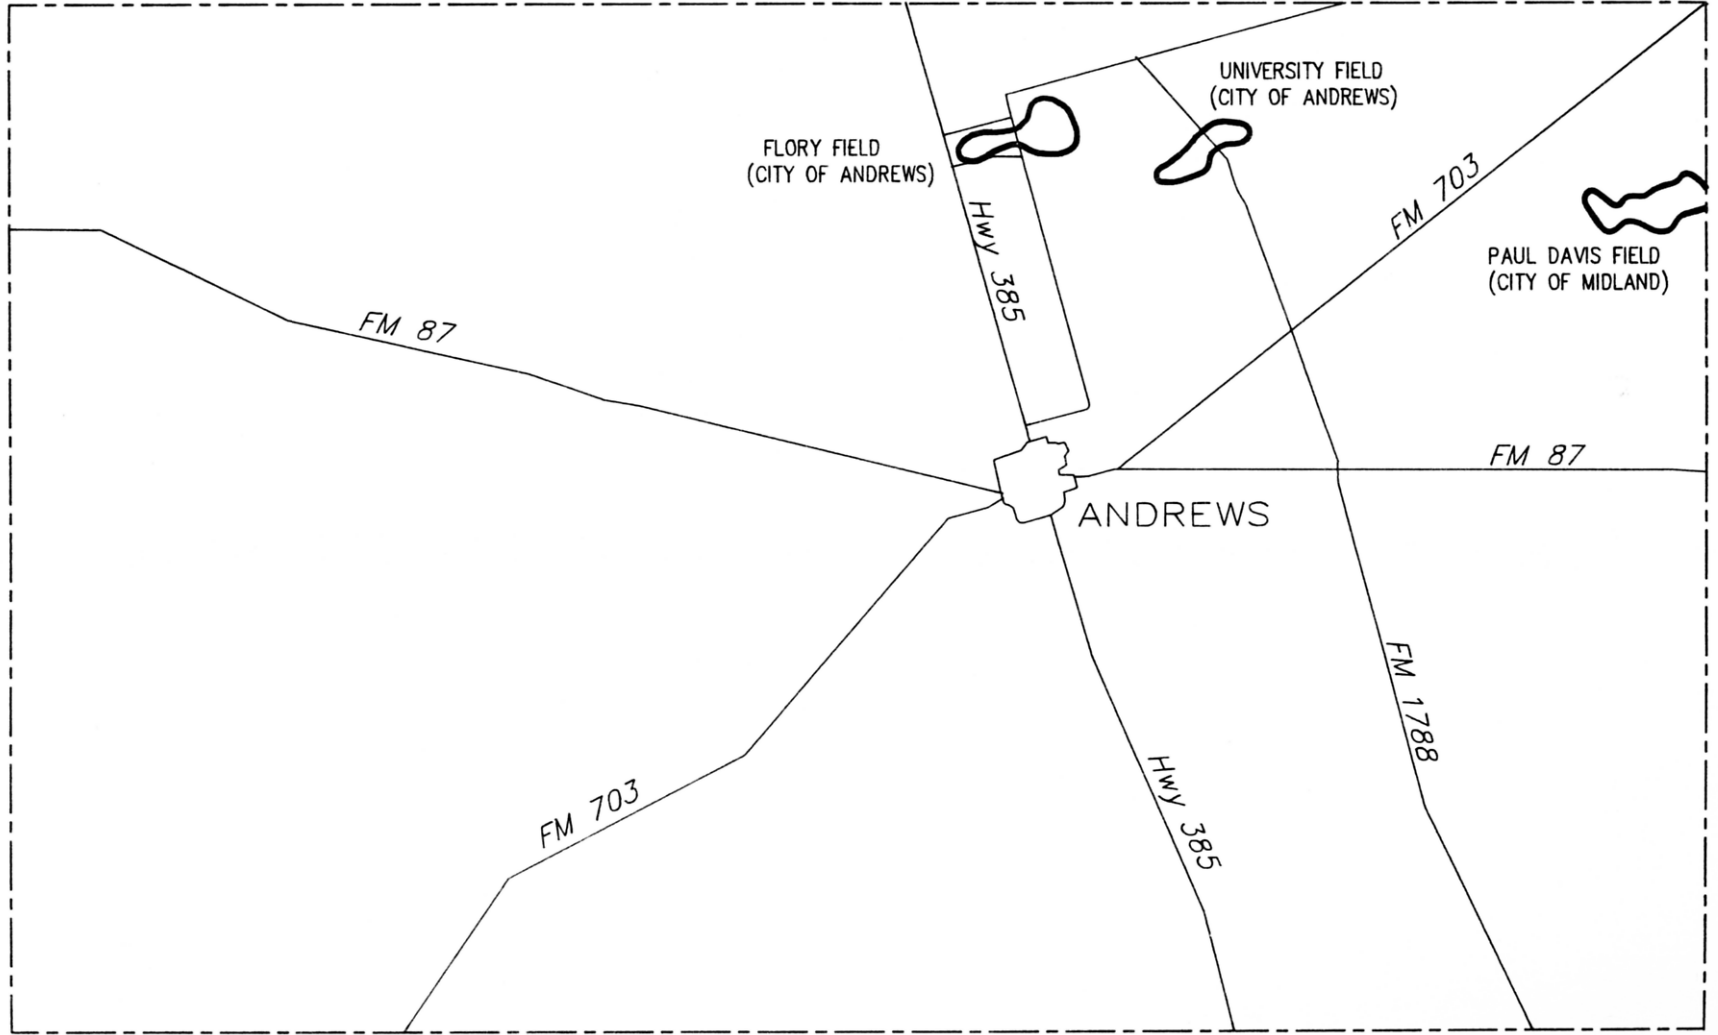 UNIVERSITY FIELD
(CITY OF ANDREWS)
FLORY FIELD
(CITY OF ANDREWS)
FM 703
Hwy 385
PAUL DAVIS FIELD
(CITY OF MIDLAND)
FM 87
FM 87
ANDREWS
FM 1788
Hwy 385
FM 703